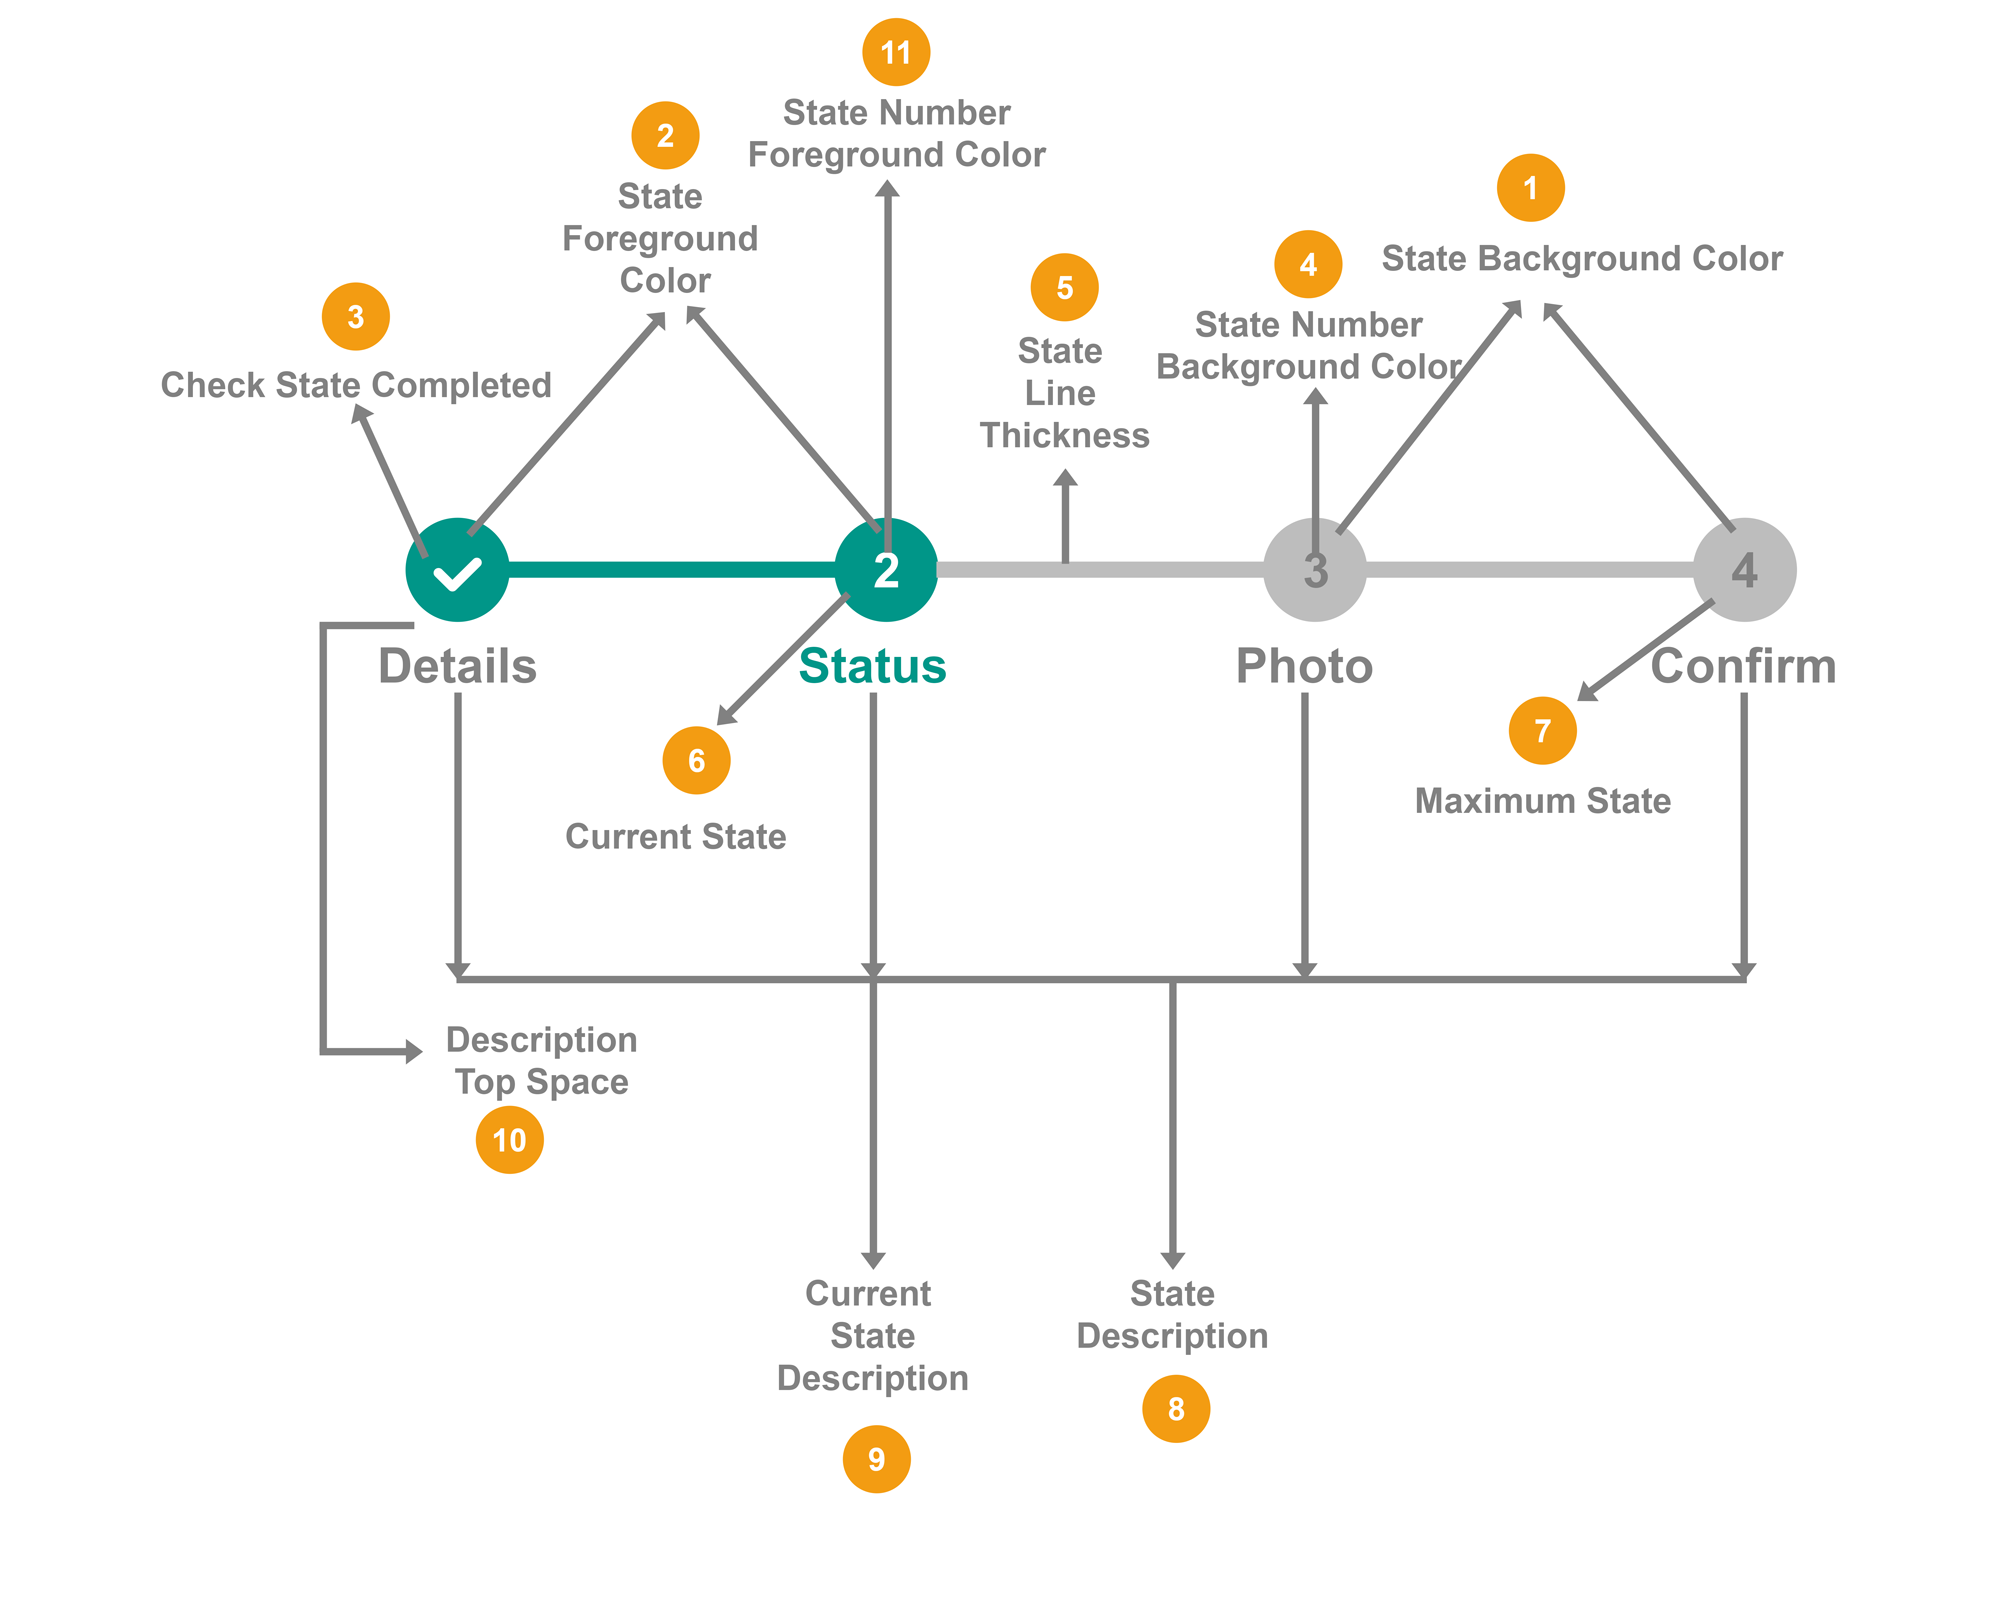 11
State Number
Foreground Color
2
State
Foreground
Color
1
State Background Color
4
State Number
Background Color
5
State
Line
Thickness
3
Check State Completed
2
3
4
Details
Status
Photo
Confirm
6
Current State
7
Maximum State
Description
Top Space
10
Current
State
Description
9
State
Description
8